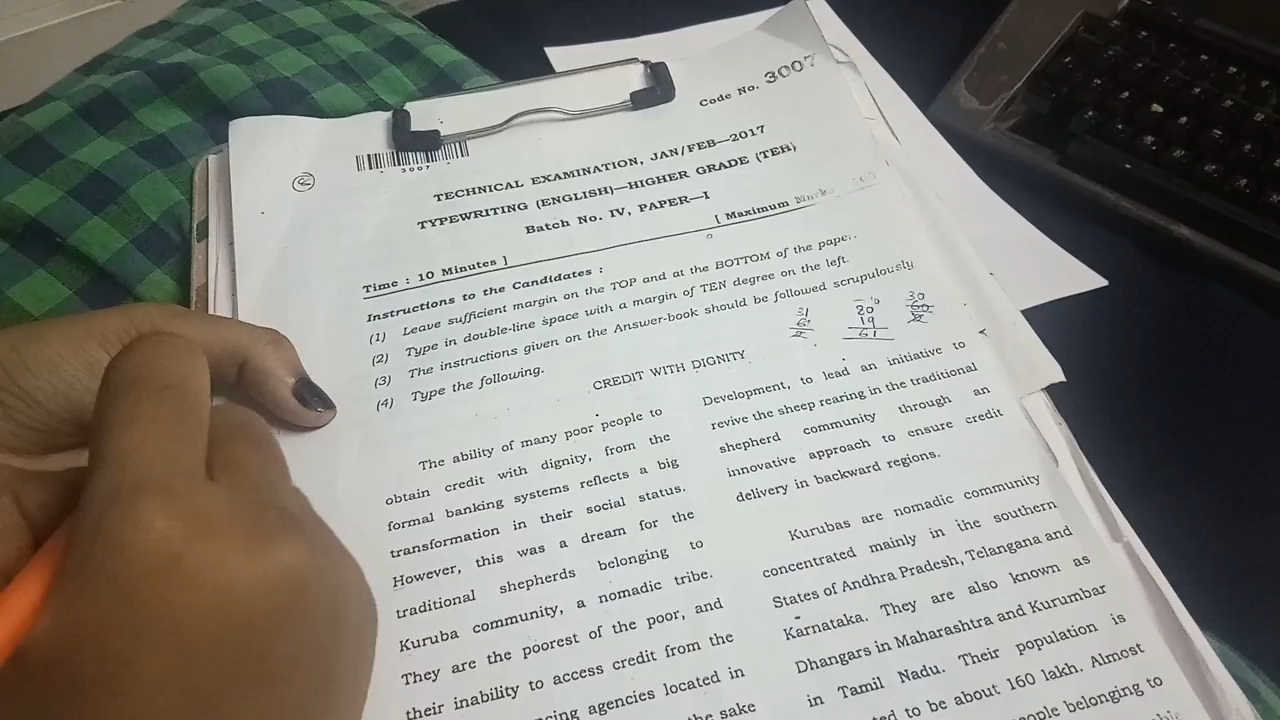 Code No. 3007
3007
TECHNICAL EXAMINATION, JAN/FEB—2017
TYPEWRITING (ENGLISH)—HIGHER GRADE (TEH)
Batch No. IV, PAPER—I
Time : 10 Minutes ]
[ Maximum Marks
Instructions to the Candidates :
(1) Leave sufficient margin on the TOP and at the BOTTOM of the
(2) Type in double-line space with a margin of TEN degree on the left.
(3) The instructions given on the Answer-book should be followed scrupulously
(4) Type the following.
31
80
19
61
30
60
CREDIT WITH DIGNITY
The ability of many poor people to
obtain credit with dignity, from the
formal banking systems reflects a big
transformation in their social status.
However, this was a dream for the
traditional shepherds belonging to
Kuruba community, a nomadic tribe.
They are the poorest of the poor, and
their inability to access credit from the
agencies located in
the sake
Development, to lead an initiative to
revive the sheep rearing in the traditional
shepherd community through an
innovative approach to ensure credit
delivery in backward regions.
Kurubas are nomadic community
concentrated mainly in the southern
States of Andhra Pradesh, Telangana and
Karnataka. They are also known as
Dhangars in Maharashtra and Kurumbar
in Tamil Nadu. Their population is
to be about 160 lakh. Almost
belonging to